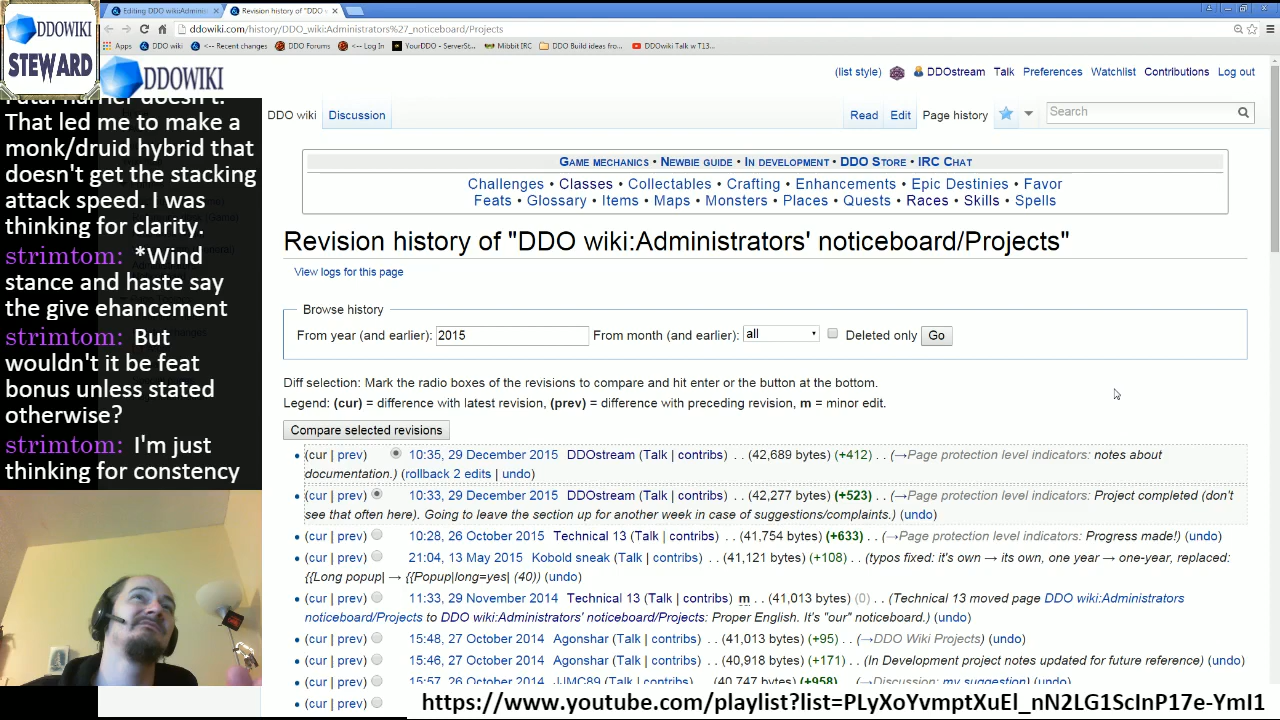 Editing DDO wiki:Administ
Revision history of "DDO
ddowiki.com/history/DDO_wiki:Administrators%27_noticeboard/Projects
Apps DDO wiki <-- Recent changes DDO Forums <-- Log In YourDDO - ServerSt... Mibbit IRC DDO Build ideas fro... DDOwiki Talk w T13...
DDOWIKI
STEWARD
DDOWIKI
(list style) DDOstream Talk Preferences Watchlist Contributions Log out
DDO wiki Discussion Read Edit Page history Search
GAME MECHANICS • NEWBIE GUIDE • IN DEVELOPMENT • DDO STORE • IRC CHAT
Challenges • Classes • Collectables • Crafting • Enhancements • Epic Destinies • Favor
Feats • Glossary • Items • Maps • Monsters • Places • Quests • Races • Skills • Spells
Revision history of "DDO wiki:Administrators' noticeboard/Projects"
View logs for this page
Browse history
From year (and earlier): 2015 From month (and earlier): all Deleted only Go
Diff selection: Mark the radio boxes of the revisions to compare and hit enter or the button at the bottom.
Legend: (cur) = difference with latest revision, (prev) = difference with preceding revision, m = minor edit.
Compare selected revisions
(cur | prev) 10:35, 29 December 2015 DDOstream (Talk | contribs) . . (42,689 bytes) (+412) . . (→Page protection level indicators: notes about
documentation.) (rollback 2 edits | undo)
(cur | prev) 10:33, 29 December 2015 DDOstream (Talk | contribs) . . (42,277 bytes) (+523) . . (→Page protection level indicators: Project completed (don't
see that often here). Going to leave the section up for another week in case of suggestions/complaints.) (undo)
(cur | prev) 10:28, 26 October 2015 Technical 13 (Talk | contribs) . . (41,754 bytes) (+633) . . (→Page protection level indicators: Progress made!) (undo)
(cur | prev) 21:04, 13 May 2015 Kobold sneak (Talk | contribs) . . (41,121 bytes) (+108) . . (typos fixed: it's own → its own, one year → one-year, replaced:
{{Long popup| → {{Popup|long=yes| (40)) (undo)
(cur | prev) 11:33, 29 November 2014 Technical 13 (Talk | contribs) m . . (41,013 bytes) (0) . . (Technical 13 moved page DDO wiki:Administrators
noticeboard/Projects to DDO wiki:Administrators' noticeboard/Projects: Proper English. It's "our" noticeboard.) (undo)
(cur | prev) 15:48, 27 October 2014 Agonshar (Talk | contribs) . . (41,013 bytes) (+95) . . (→DDO Wiki Projects) (undo)
(cur | prev) 15:46, 27 October 2014 Agonshar (Talk | contribs) . . (40,918 bytes) (+171) . . (In Development project notes updated for future reference) (undo)
(cur | prev) 15:57, 26 October 2014 JJMC89 (Talk | contribs) . . (40,747 bytes) (+958) . . (→Discussion: my suggestion) (undo)
(cur | prev)
doesn't.
That led me to make a
monk/druid hybrid that
doesn't get the stacking
attack speed. I was
thinking for clarity.
strimtom: *Wind
stance and haste say
the give ehancement
strimtom: But
wouldn't it be feat
bonus unless stated
otherwise?
strimtom: I'm just
thinking for constency
https://www.youtube.com/playlist?list=PLyXoYvmptXuEl_nN2LG1ScInP17e-YmI1